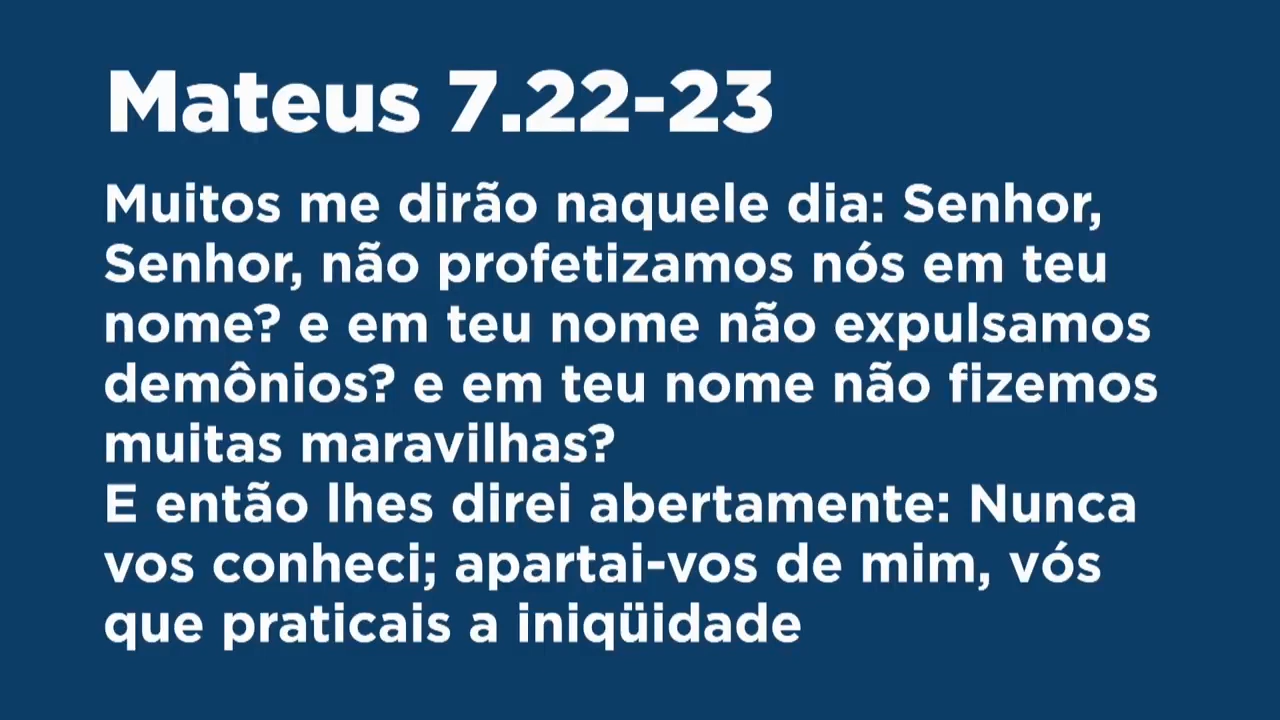 Mateus 7.22-23
Muitos me dirão naquele dia: Senhor,
Senhor, não profetizamos nós em teu
nome? e em teu nome não expulsamos
demônios? e em teu nome não fizemos
muitas maravilhas?
E então lhes direi abertamente: Nunca
vos conheci; apartai-vos de mim, vós
que praticais a iniqüidade